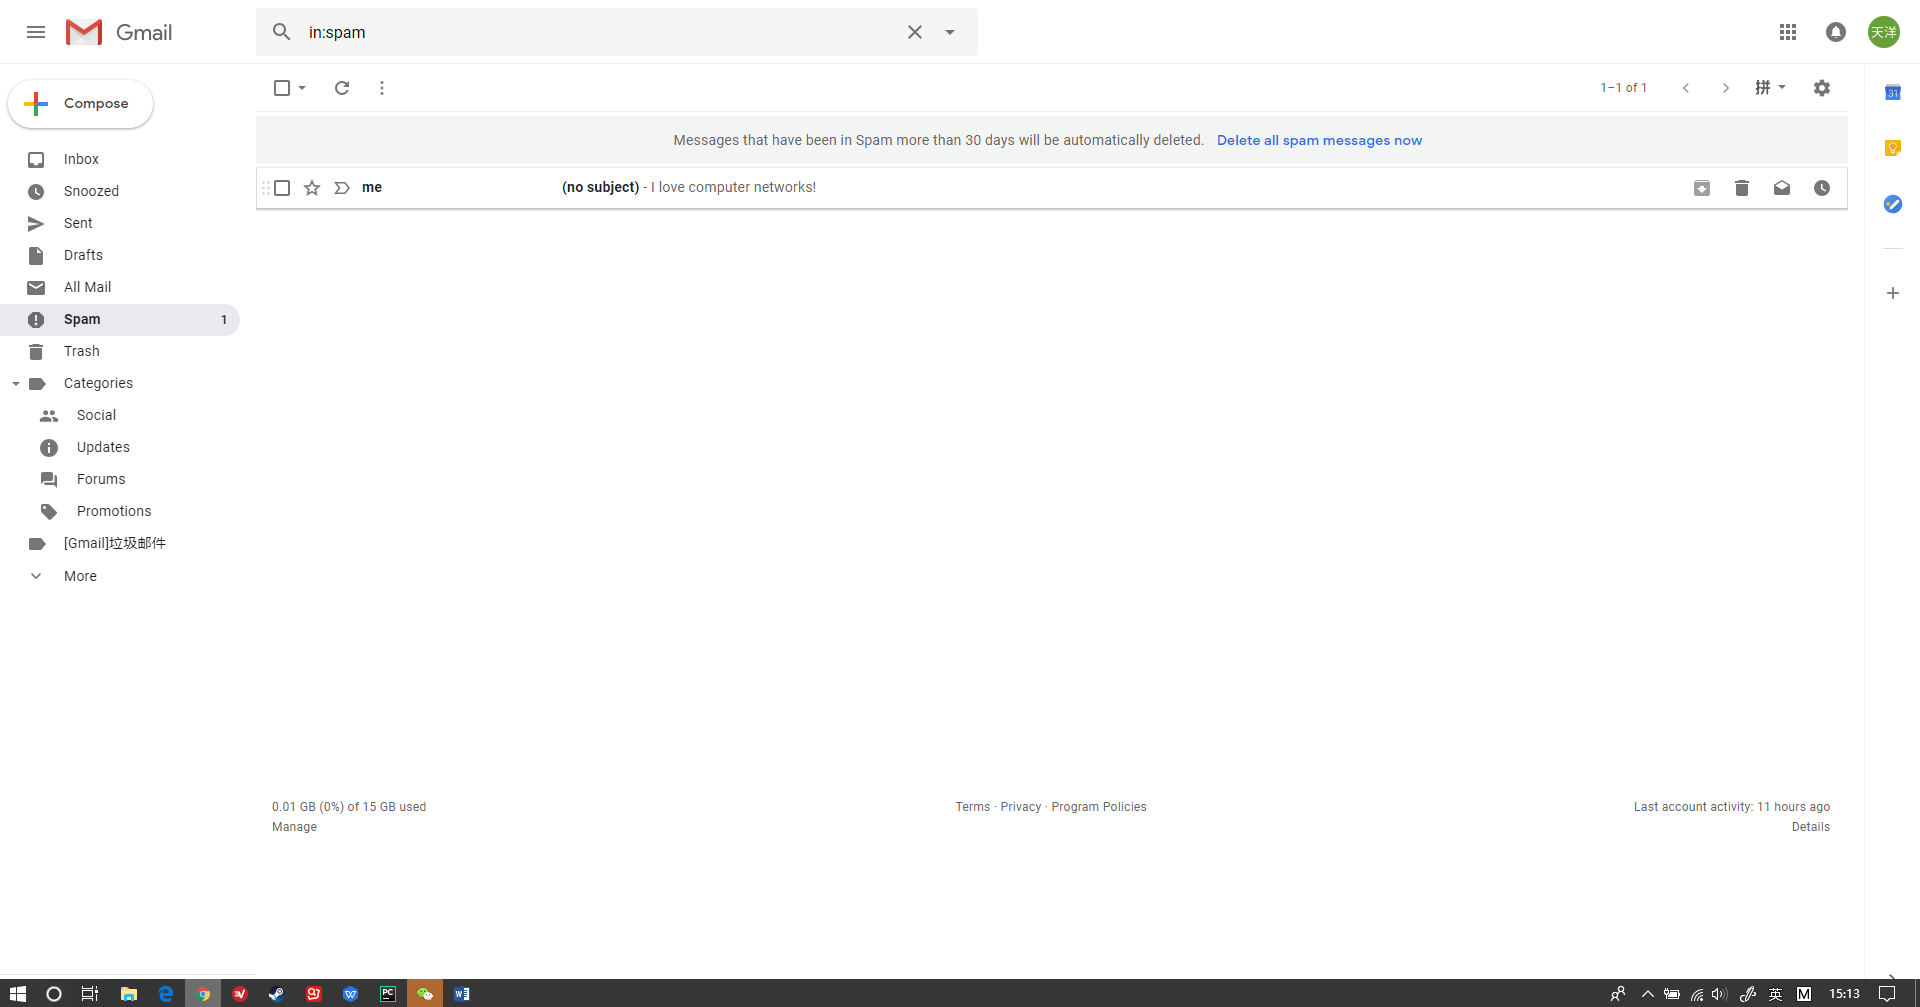 Gmail
in:spam
天洋
Compose
1–1 of 1
拼
31
Messages that have been in Spam more than 30 days will be automatically deleted. Delete all spam messages now
Inbox
me (no subject) - I love computer networks!
Snoozed
Sent
Drafts
All Mail
Spam 1
Trash
Categories
Social
Updates
Forums
Promotions
[Gmail]垃圾邮件
More
0.01 GB (0%) of 15 GB used
Manage
Terms · Privacy · Program Policies
Last account activity: 11 hours ago
Details
PC
W
英
M
15:13